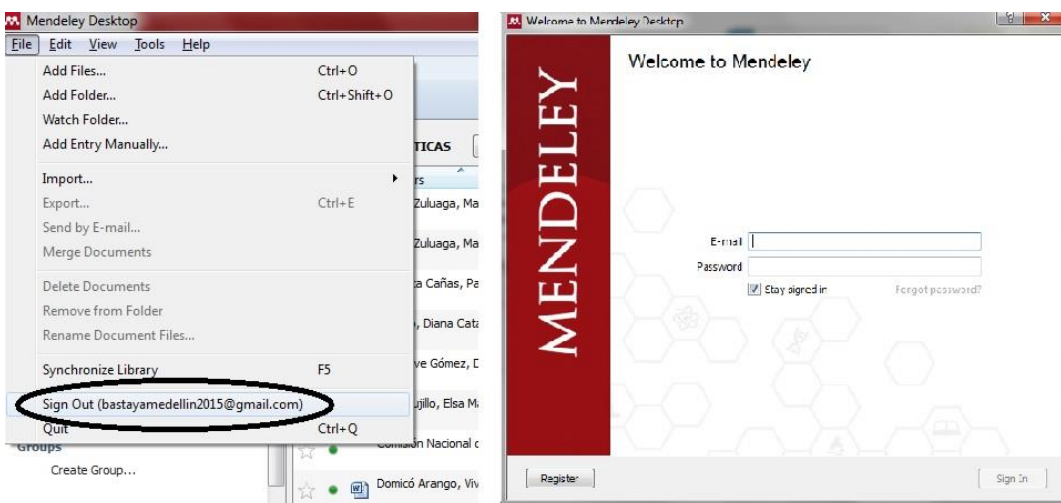 Mendeley Desktop
File Edit View Tools Help
Add Files... Ctrl+O
Add Folder... Ctrl+Shift+O
Watch Folder...
Add Entry Manually...
Import...
Export... Ctrl+E
Send by E-mail...
Merge Documents
Delete Documents
Remove from Folder
Rename Document Files...
Synchronize Library F5
Sign Out (bastayamedellin2015@gmail.com)
Quit Ctrl+Q
Groups
Create Group...
TICAS
rs
Zuluaga, Ma
Zuluaga, Ma
a Cañas, Pa
, Diana Cata
ve Gómez, D
ujillo, Elsa Ma
Comisión Nacional d
Domicó Arango, Viv
Welcome to Mendeley Desktop
MENDELEY
Welcome to Mendeley
E-mail
Password
Stay signed in Forgot password?
Register Sign In